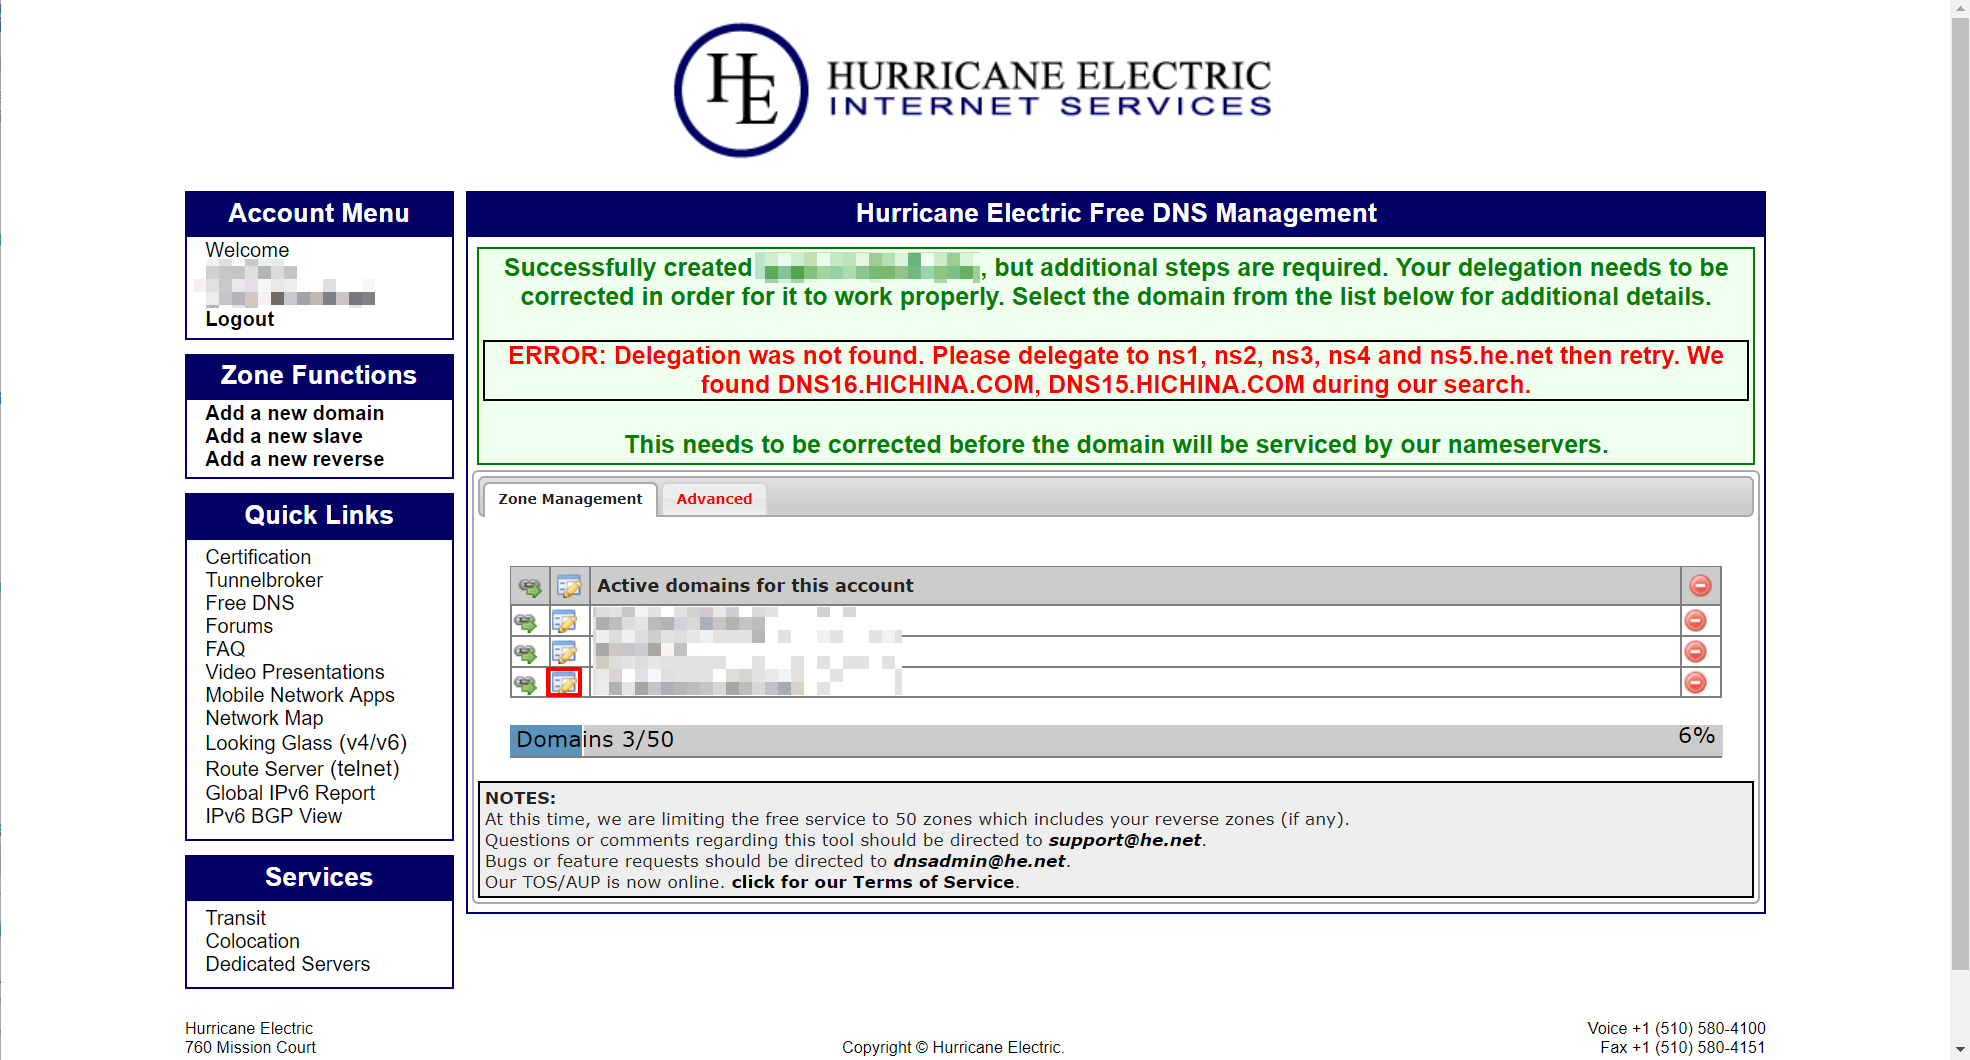 HE
HURRICANE ELECTRIC
INTERNET SERVICES
Account Menu
Welcome
Logout
Zone Functions
Add a new domain
Add a new slave
Add a new reverse
Quick Links
Certification
Tunnelbroker
Free DNS
Forums
FAQ
Video Presentations
Mobile Network Apps
Network Map
Looking Glass (v4/v6)
Route Server (telnet)
Global IPv6 Report
IPv6 BGP View
Services
Transit
Colocation
Dedicated Servers
Hurricane Electric Free DNS Management
Successfully created , but additional steps are required. Your delegation needs to be
corrected in order for it to work properly. Select the domain from the list below for additional details.
ERROR: Delegation was not found. Please delegate to ns1, ns2, ns3, ns4 and ns5.he.net then retry. We
found DNS16.HICHINA.COM, DNS15.HICHINA.COM during our search.
This needs to be corrected before the domain will be serviced by our nameservers.
Zone Management Advanced
Active domains for this account
Domains 3/50 6%
NOTES:
At this time, we are limiting the free service to 50 zones which includes your reverse zones (if any).
Questions or comments regarding this tool should be directed to support@he.net.
Bugs or feature requests should be directed to dnsadmin@he.net.
Our TOS/AUP is now online. click for our Terms of Service.
Hurricane Electric
760 Mission Court
Copyright © Hurricane Electric.
Voice +1 (510) 580-4100
Fax +1 (510) 580-4151